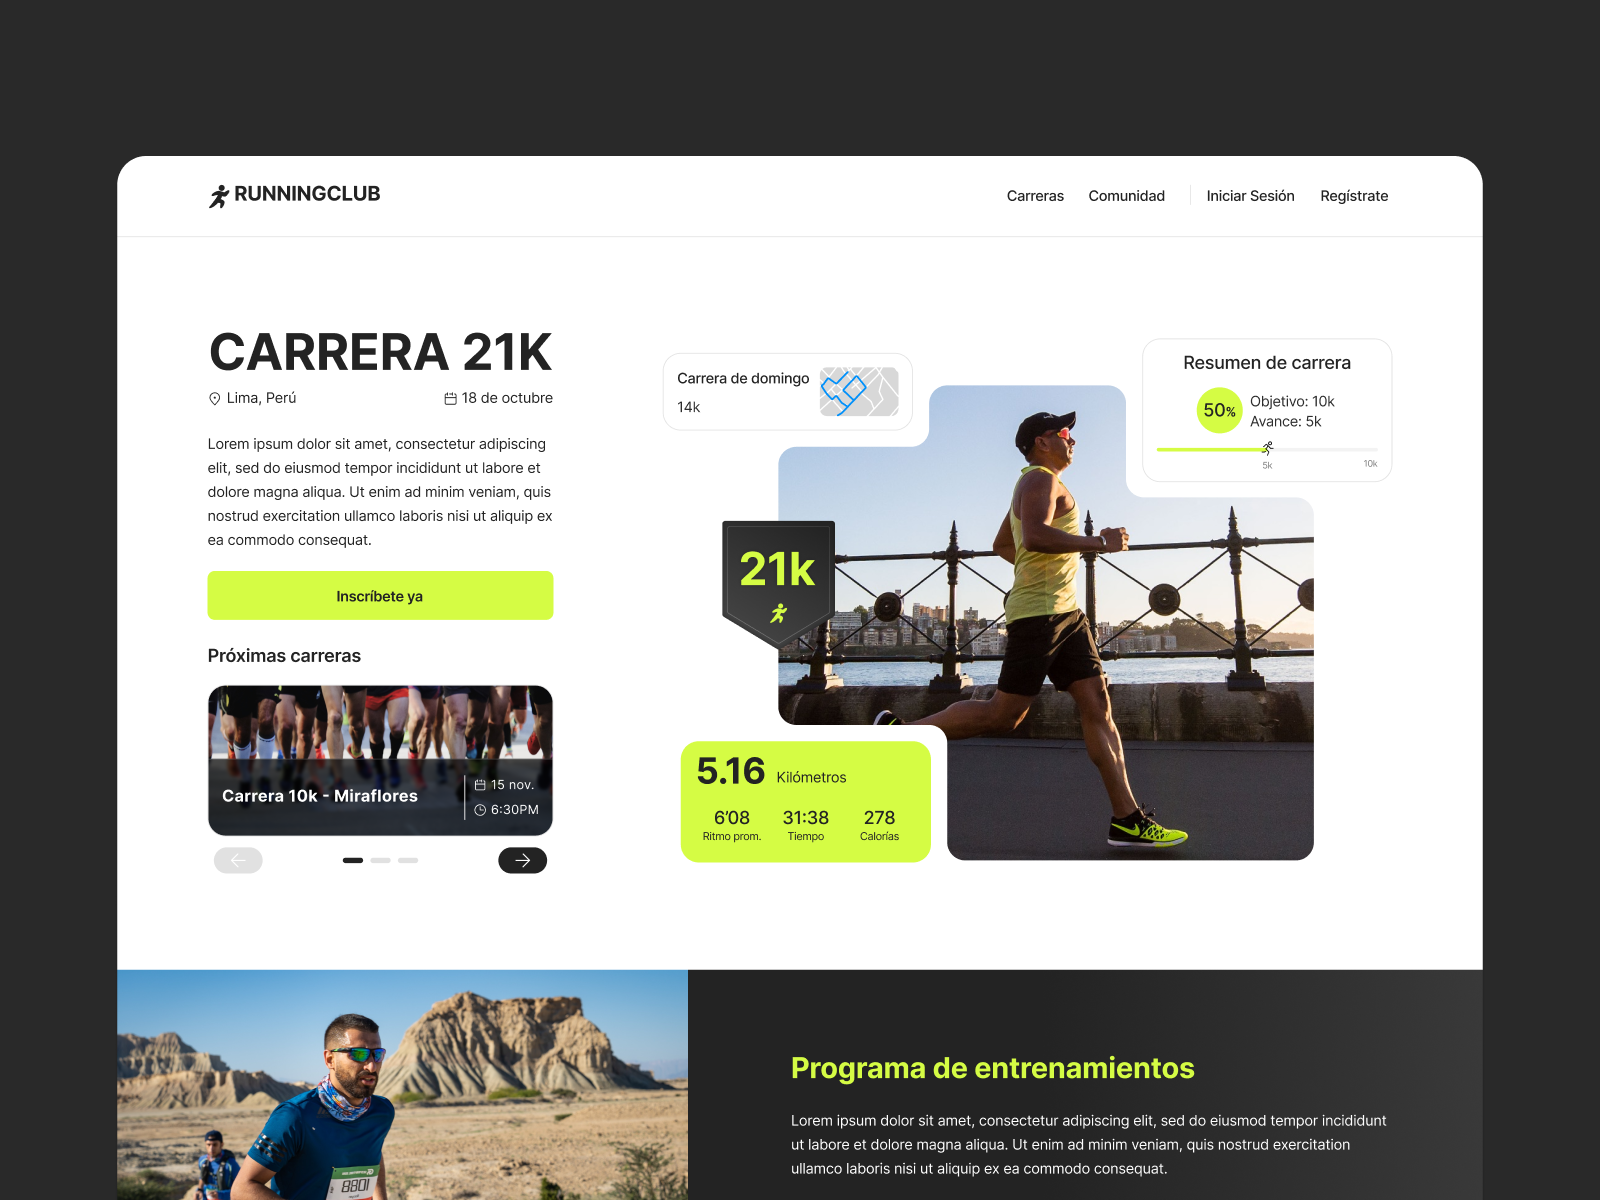 RUNNINGCLUB
Carreras
Comunidad
Iniciar Sesión
Regístrate
CARRERA 21K
Lima, Perú
18 de octubre
Lorem ipsum dolor sit amet, consectetur adipiscing
elit, sed do eiusmod tempor incididunt ut labore et
dolore magna aliqua. Ut enim ad minim veniam, quis
nostrud exercitation ullamco laboris nisi ut aliquip ex
ea commodo consequat.
Inscríbete ya
Próximas carreras
Carrera 10k - Miraflores
15 nov.
6:30PM
Carrera de domingo
14k
Resumen de carrera
50%
Objetivo: 10k
Avance: 5k
5k
10k
21k
5.16 Kilómetros
6'08
Ritmo prom.
31:38
Tiempo
278
Calorías
8801
Programa de entrenamientos
Lorem ipsum dolor sit amet, consectetur adipiscing elit, sed do eiusmod tempor incididunt
ut labore et dolore magna aliqua. Ut enim ad minim veniam, quis nostrud exercitation
ullamco laboris nisi ut aliquip ex ea commodo consequat.